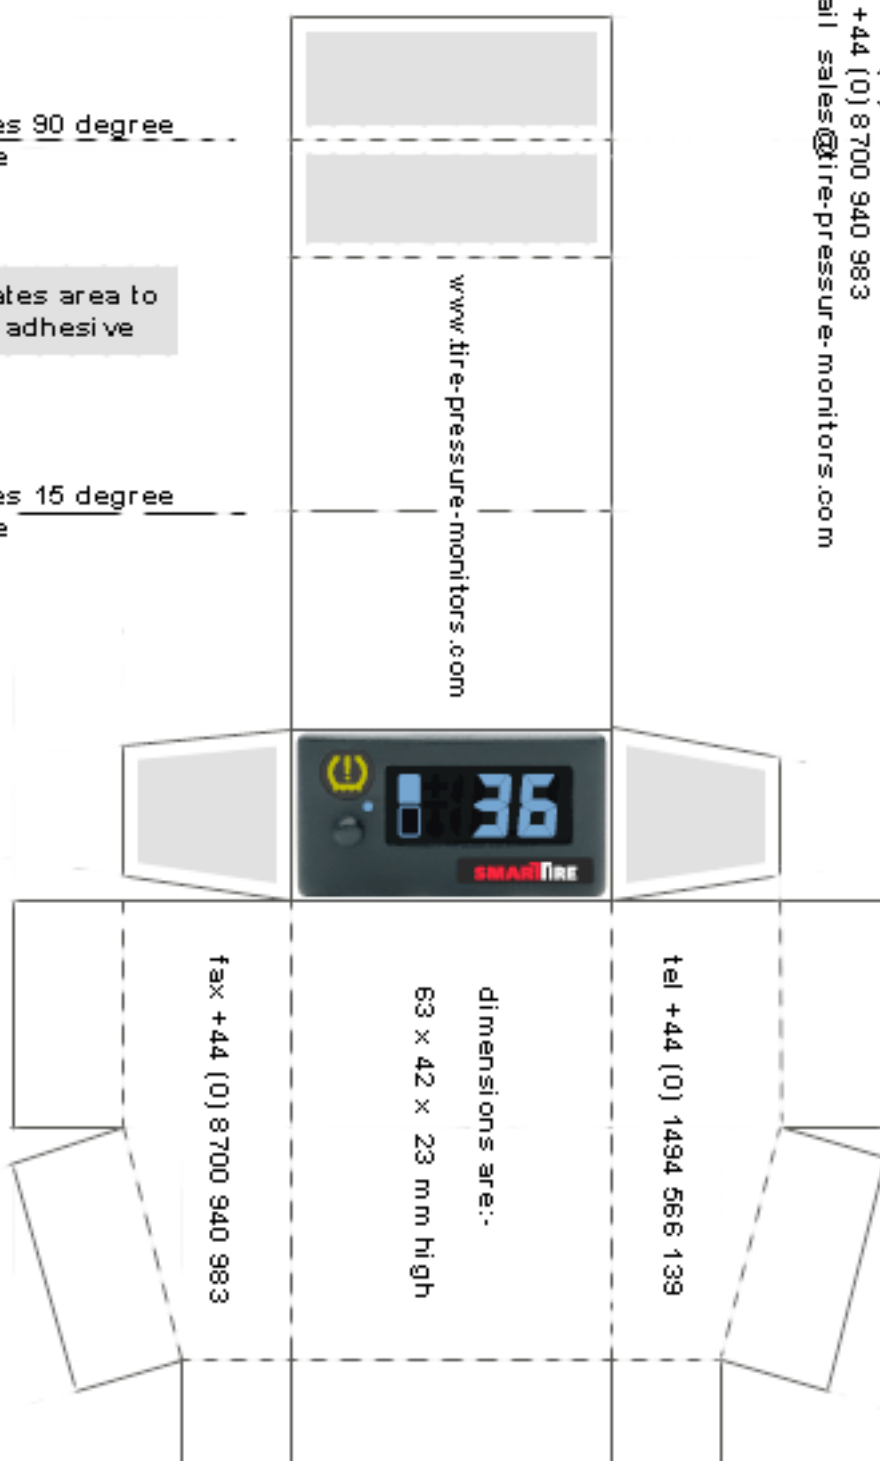 es 90 degree
e
ates area to
adhesive
es 15 degree
e
+44 (0) 8700 940 983
ail sales@tire-pressure-monitors.com
www.tire-pressure-monitors.com
36
SMARTIRE
tel +44 (0) 1494 566 139
dimensions are:-
63 x 42 x 23 mm high
fax +44 (0) 8700 940 983